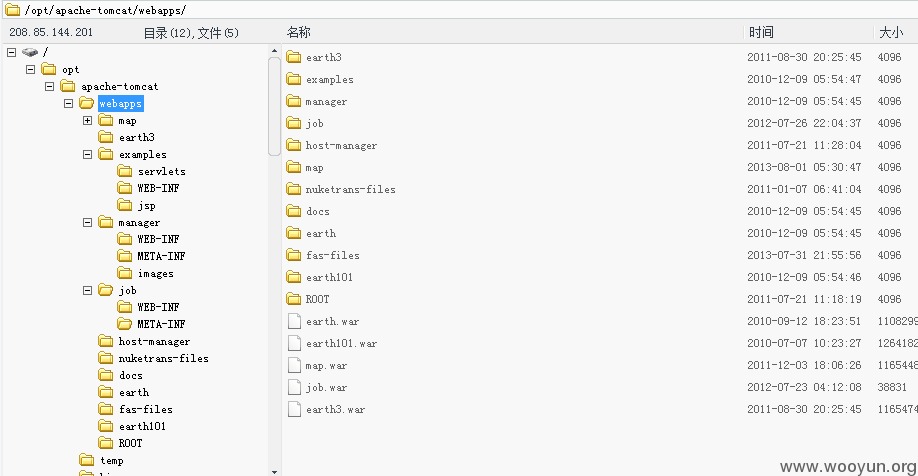 /opt/apache-tomcat/webapps/
208.85.144.201 目录(12),文件(5) 名称 时间 大小
/
opt
apache-tomcat
webapps
map
earth3
examples
servlets
WEB-INF
jsp
manager
WEB-INF
META-INF
images
job
WEB-INF
META-INF
host-manager
nuketrans-files
docs
earth
fas-files
earth101
ROOT
temp
earth3 2011-08-30 20:25:45 4096
examples 2010-12-09 05:54:47 4096
manager 2010-12-09 05:54:45 4096
job 2012-07-26 22:04:37 4096
host-manager 2011-07-21 11:28:04 4096
map 2013-08-01 05:30:47 4096
nuketrans-files 2011-01-07 06:41:04 4096
docs 2010-12-09 05:54:45 4096
earth 2010-12-09 05:54:45 4096
fas-files 2013-07-31 21:55:56 4096
earth101 2010-12-09 05:54:46 4096
ROOT 2011-07-21 11:18:19 4096
earth.war 2010-09-12 18:23:51 1108299
earth101.war 2010-07-07 10:23:27 1264182
map.war 2011-12-03 18:06:26 1165448
job.war 2012-07-23 04:12:08 38831
earth3.war 2011-08-30 20:25:45 1165474
www.wooyun.org